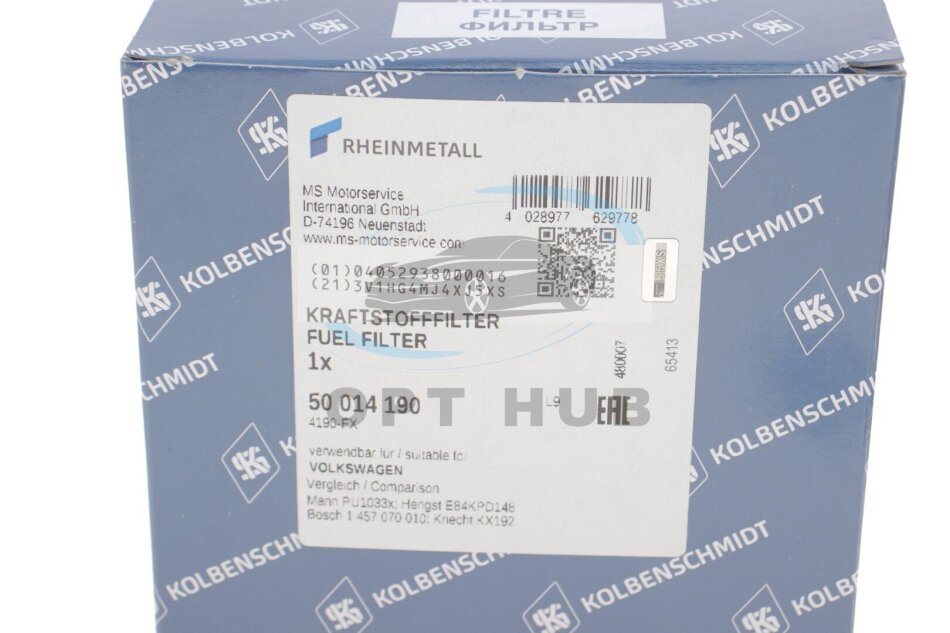 FILTRE
ФИЛЬТР
KOLBENSCHMIDT
RHEINMETALL
MS Motorservice
International GmbH
D-74196 Neuenstadt
www.ms-motorservice.com
4 028977 629778
(01)04052938000016
(21)3V1HG4MJ4XJ5XS
KRAFTSTOFFFILTER
FUEL FILTER
1x
480007
65413
50 014 190
L9
EAC
4190-FX
OPT HUB
verwendbar für / suitable for
VOLKSWAGEN
Vergleich / Comparison
Mann PU1033x; Hengst E84KPD148
Bosch 1 457 070 010; Knecht KX192
KOLBENSCHMIDT
KOLBENSCHMIDT
KOLBENSCHMIDT
KOLBENSCHMIDT
KOLBENSCHMIDT
KOLBENSCHMIDT